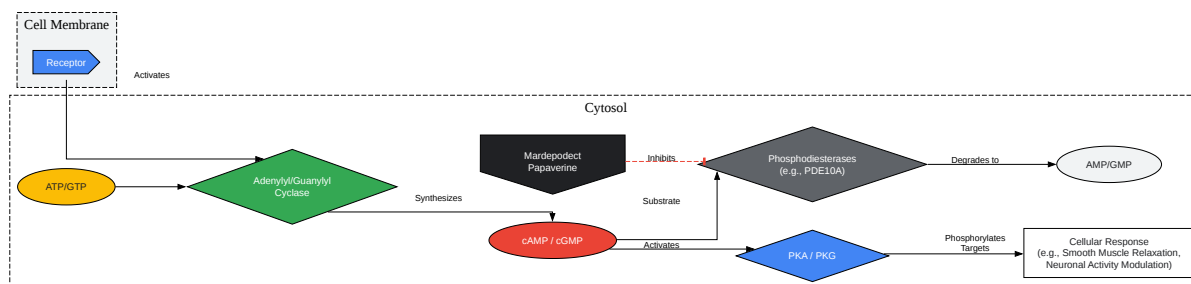 Cell Membrane
Receptor
Activates
Cytosol
Mardepodect
Papaverine
Inhibits
Phosphodiesterases
(e.g., PDE10A)
Degrades to
AMP/GMP
ATP/GTP
Adenylyl/Guanylyl
Cyclase
Synthesizes
Substrate
cAMP / cGMP
Activates
PKA / PKG
Phosphorylates
Targets
Cellular Response
(e.g., Smooth Muscle Relaxation,
Neuronal Activity Modulation)